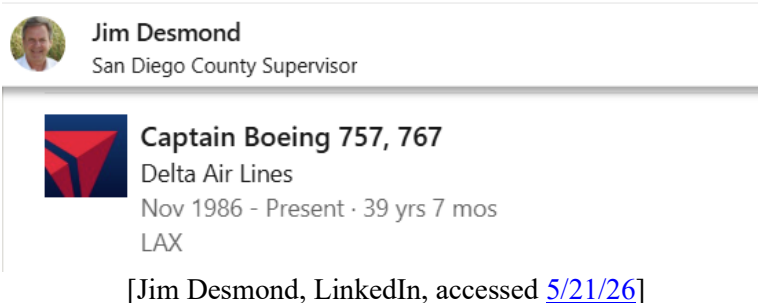 Jim Desmond
San Diego County Supervisor
Captain Boeing 757, 767
Delta Air Lines
Nov 1986 - Present · 39 yrs 7 mos
LAX
[Jim Desmond, LinkedIn, accessed 5/21/26]